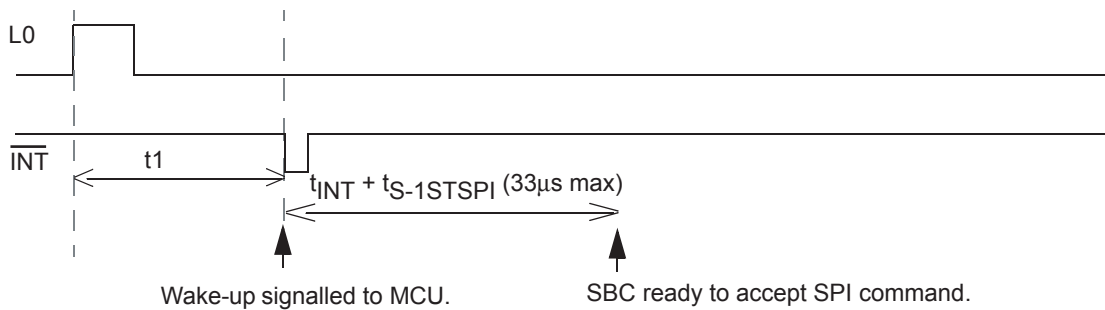 L0
INT
t1
tINT + tS-1STSPI (33μs max)
Wake-up signalled to MCU.
SBC ready to accept SPI command.